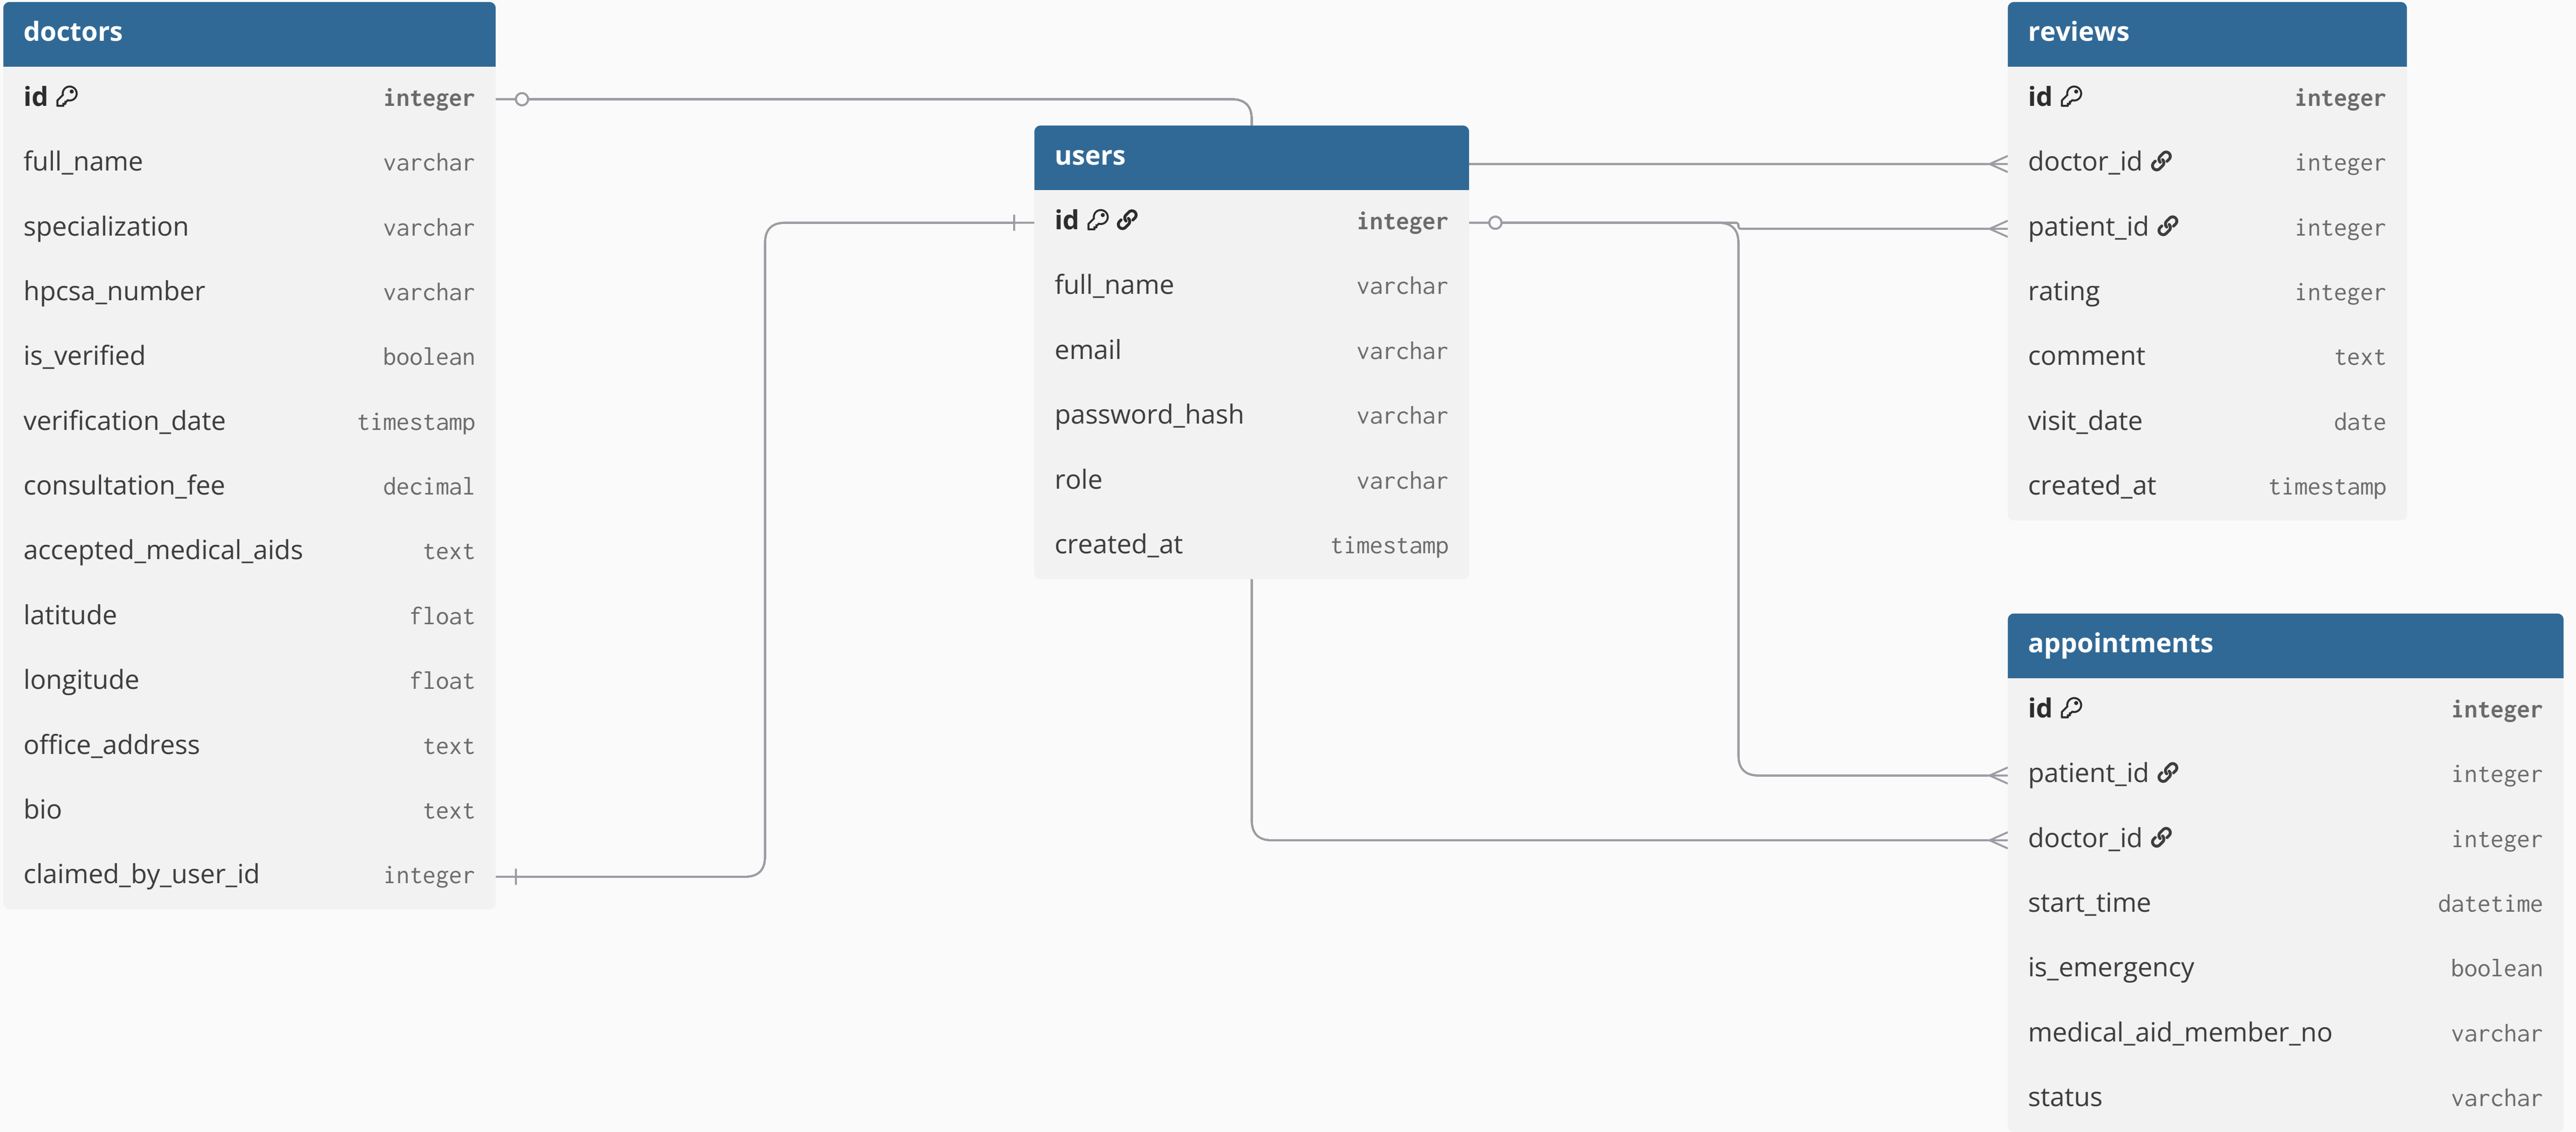 doctors
id integer
full_name varchar
specialization varchar
hpcsa_number varchar
is_verified boolean
verification_date timestamp
consultation_fee decimal
accepted_medical_aids text
latitude float
longitude float
office_address text
bio text
claimed_by_user_id integer
users
id integer
full_name varchar
email varchar
password_hash varchar
role varchar
created_at timestamp
reviews
id integer
doctor_id integer
patient_id integer
rating integer
comment text
visit_date date
created_at timestamp
appointments
id integer
patient_id integer
doctor_id integer
start_time datetime
is_emergency boolean
medical_aid_member_no varchar
status varchar